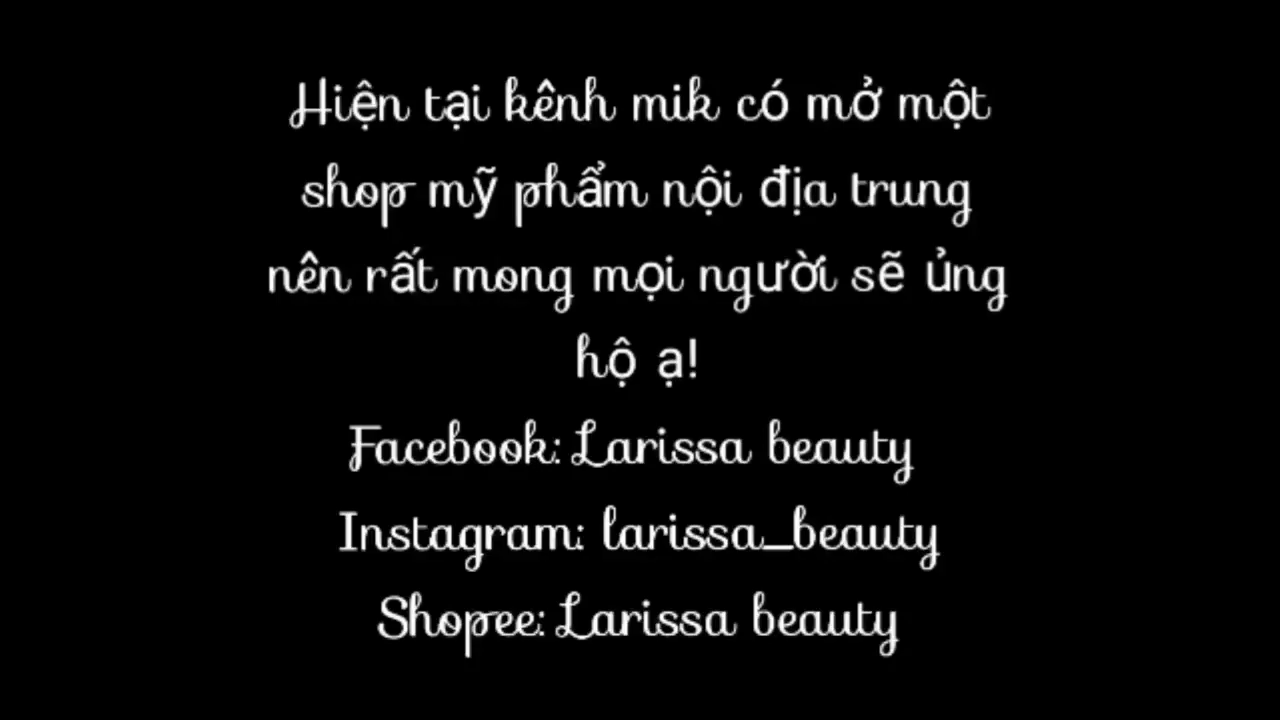 Hiện tại kênh mik có mở một
shop mỹ phẩm nội địa trung
nên rất mong mọi người sẽ ủng
hộ ạ!
Facebook: Larissa beauty
Instagram: larissa_beauty
Shopee: Larissa beauty